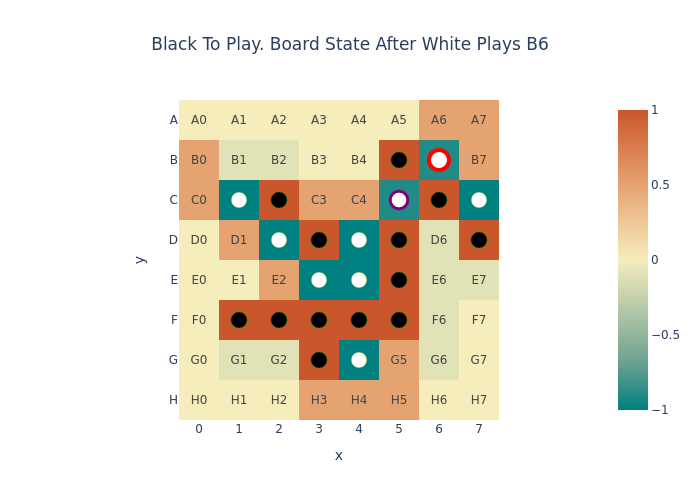 Black To Play. Board State After White Plays B6
A A0 A1 A2 A3 A4 A5 A6 A7 1
B B0 B1 B2 B3 B4 B7
C C0 C3 C4 0.5
D D0 D1 D6
y E E0 E1 E2 E6 E7 0
F F0 F6 F7 −0.5
G G0 G1 G2 G5 G6 G7
H H0 H1 H2 H3 H4 H5 H6 H7 −1
0 1 2 3 4 5 6 7
x